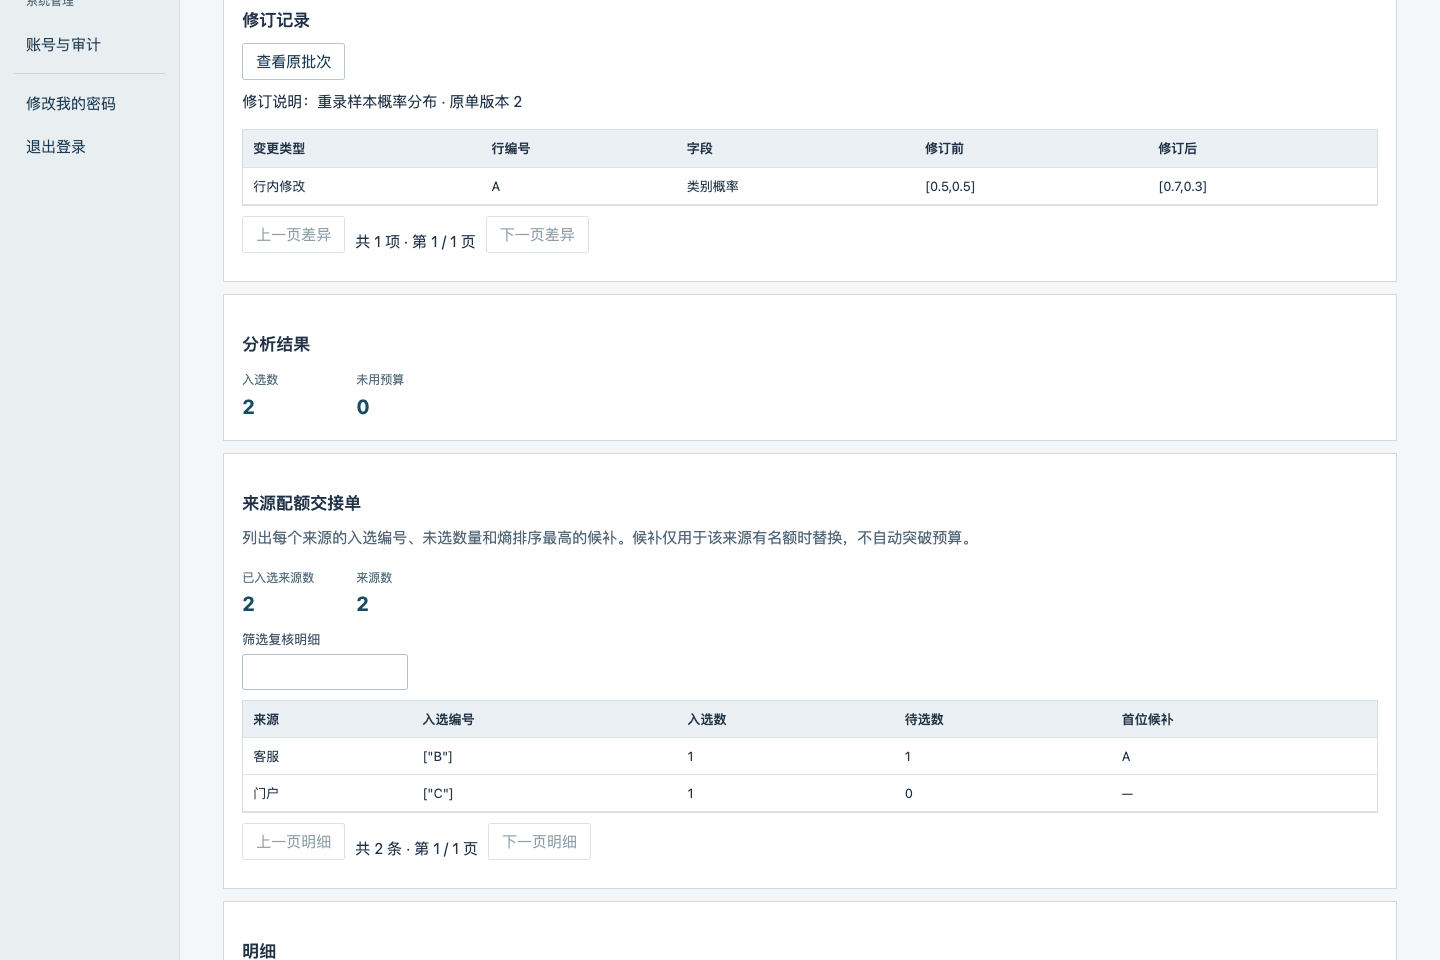 系统管理
账号与审计
修改我的密码
退出登录
修订记录
查看原批次
修订说明：重录样本概率分布 · 原单版本 2
变更类型 行编号 字段 修订前 修订后
行内修改 A 类别概率 [0.5,0.5] [0.7,0.3]
上一页差异 共 1 项 · 第 1 / 1 页 下一页差异
分析结果
入选数 未用预算
2 0
来源配额交接单
列出每个来源的入选编号、未选数量和熵排序最高的候补。候补仅用于该来源有名额时替换，不自动突破预算。
已入选来源数 来源数
2 2
筛选复核明细
来源 入选编号 入选数 待选数 首位候补
客服 ["B"] 1 1 A
门户 ["C"] 1 0 —
上一页明细 共 2 条 · 第 1 / 1 页 下一页明细
明细